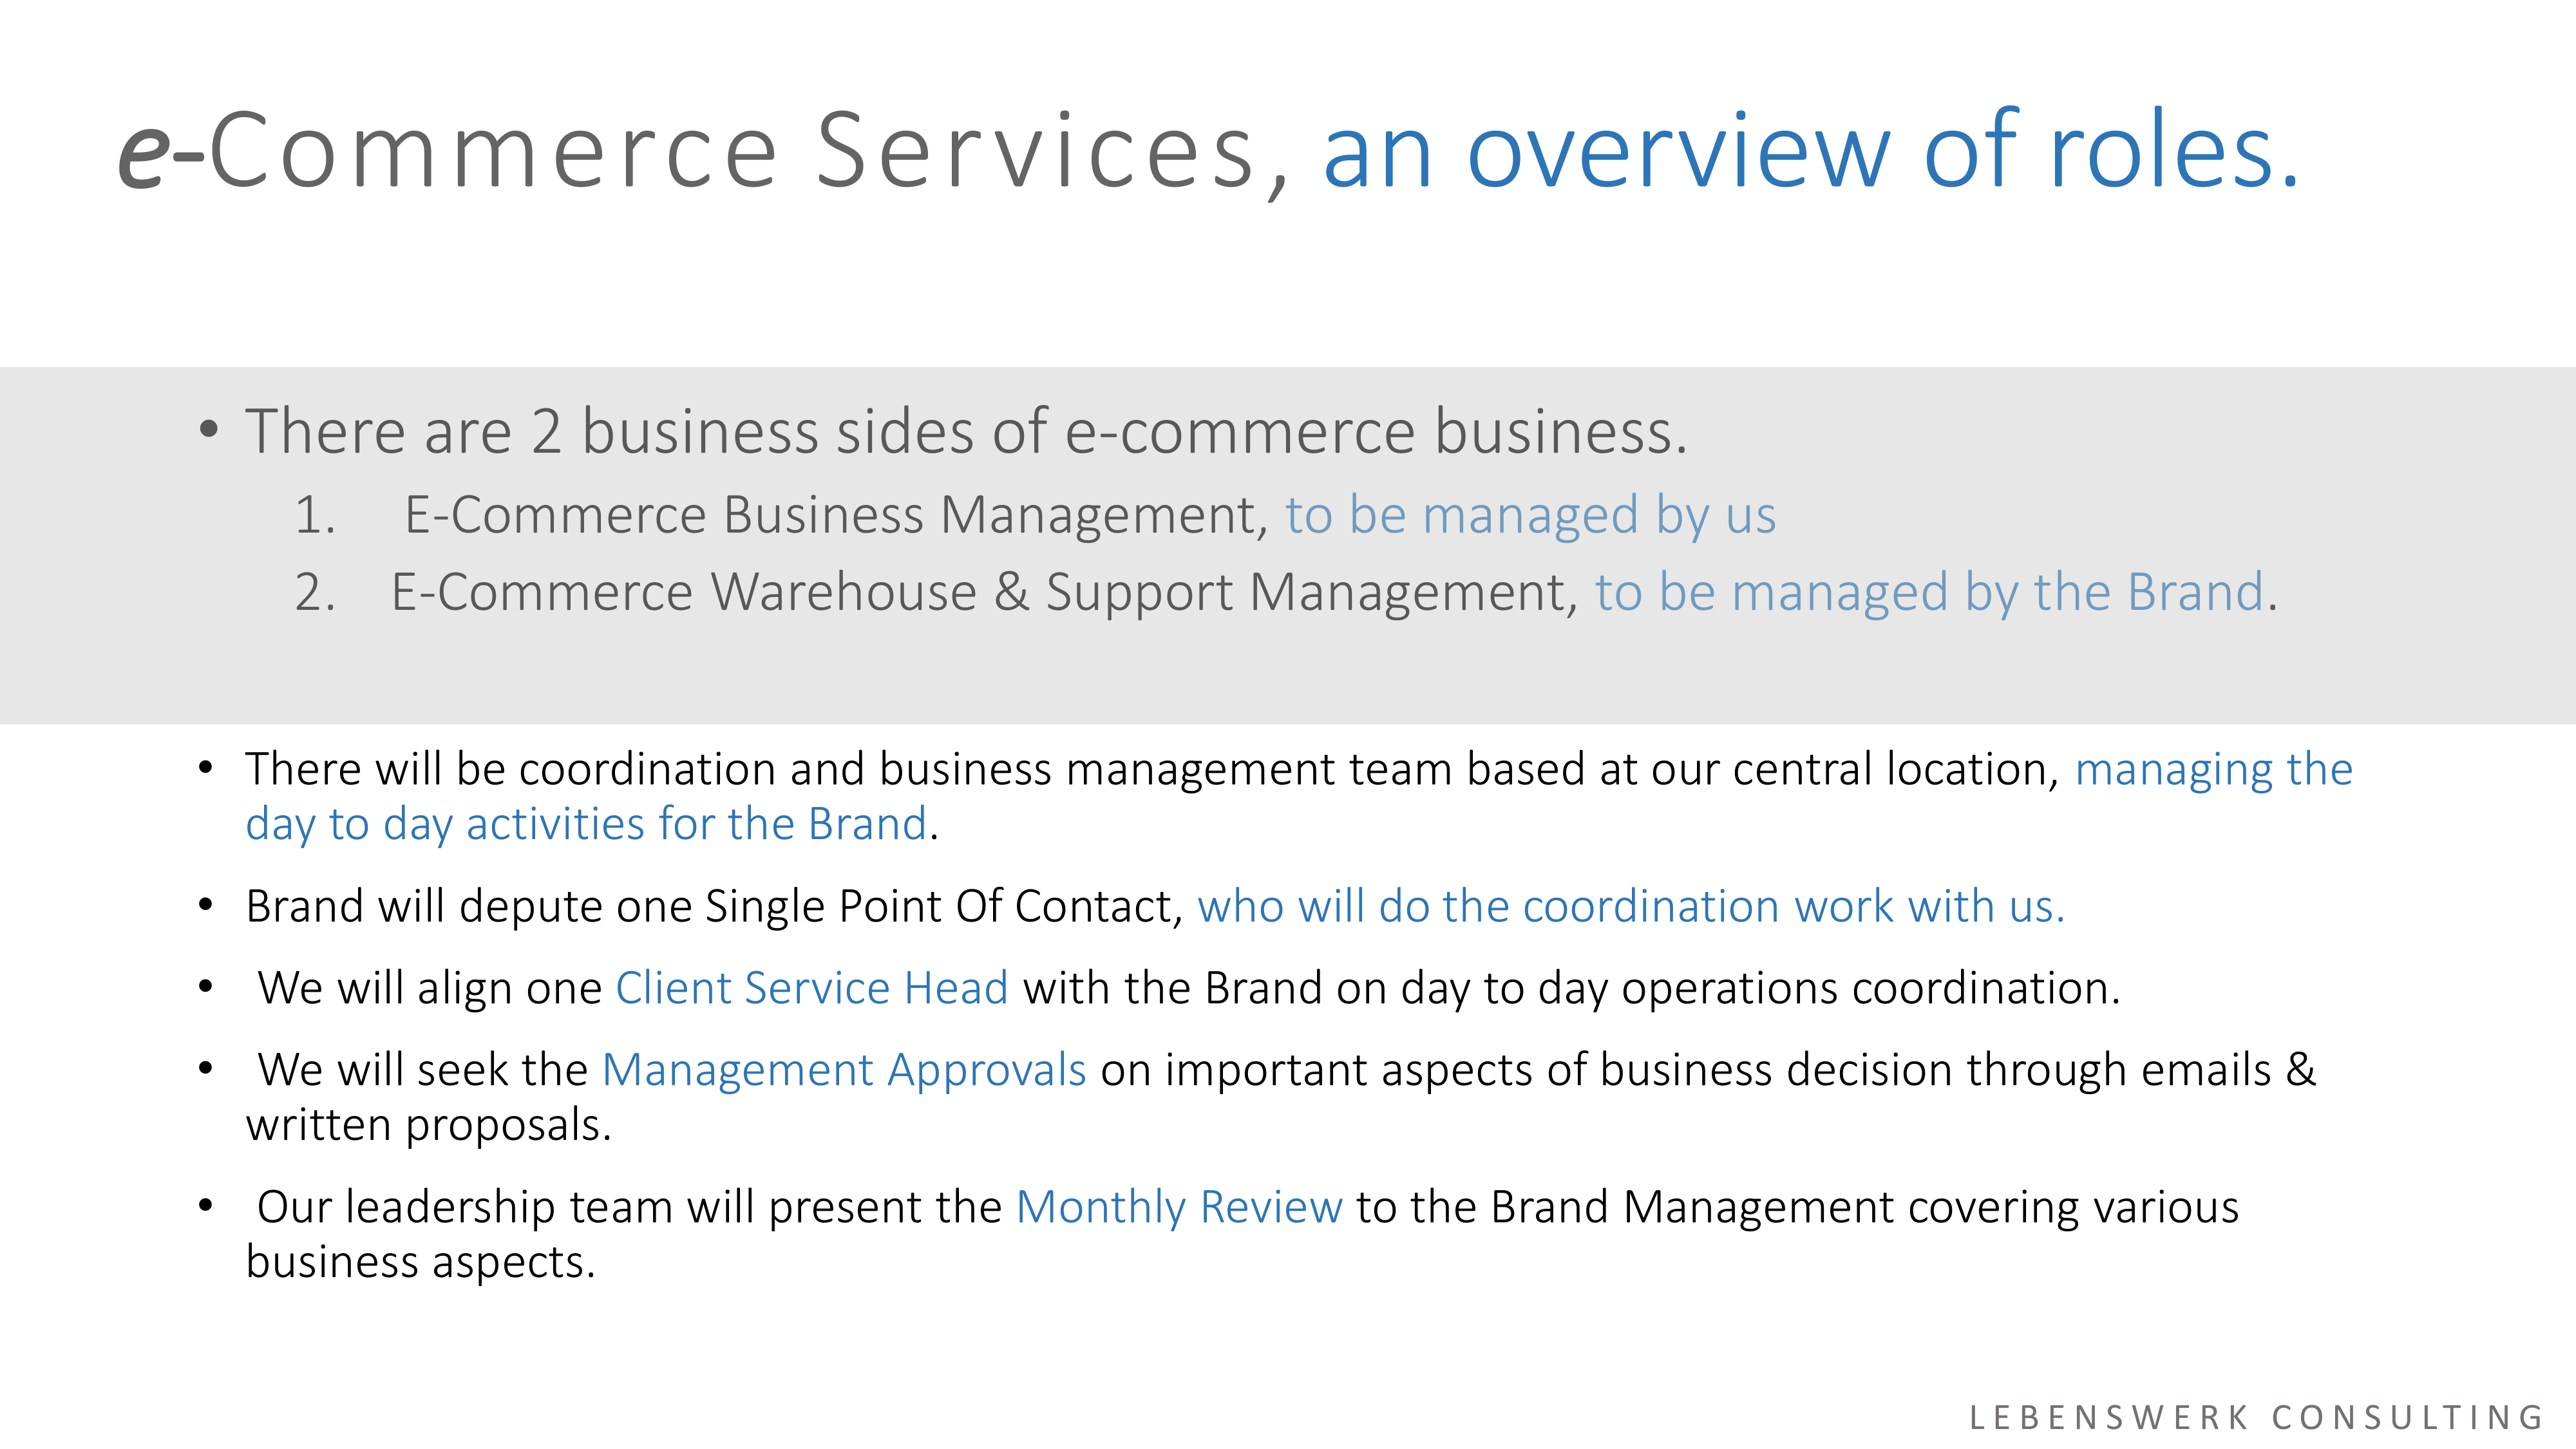 e-Commerce Services, an overview of roles.
• There are 2 business sides of e-commerce business.
1. E-Commerce Business Management, to be managed by us
2. E-Commerce Warehouse & Support Management, to be managed by the Brand.
• There will be coordination and business management team based at our central location, managing the
day to day activities for the Brand.
• Brand will depute one Single Point Of Contact, who will do the coordination work with us.
• We will align one Client Service Head with the Brand on day to day operations coordination.
• We will seek the Management Approvals on important aspects of business decision through emails &
written proposals.
• Our leadership team will present the Monthly Review to the Brand Management covering various
business aspects.
LEBENSWERK CONSULTING